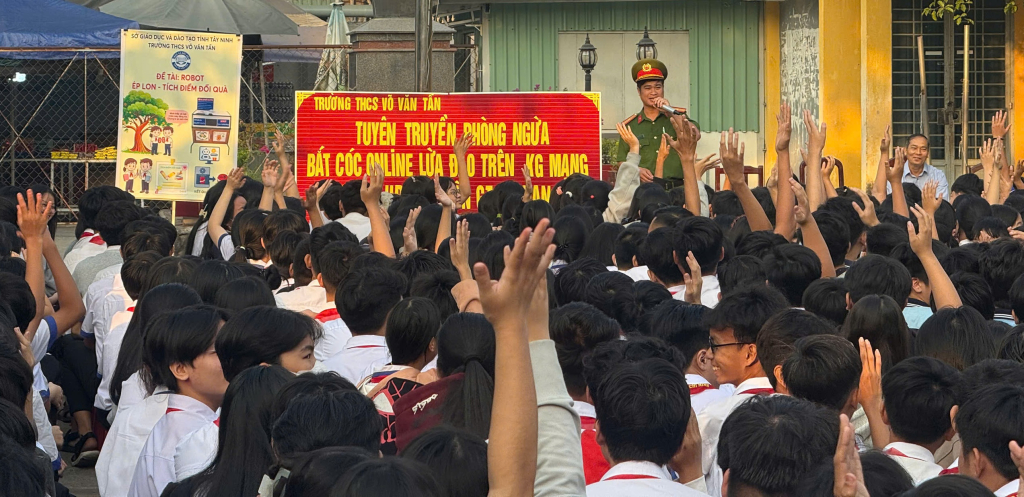 SỞ GIÁO DỤC VÀ ĐÀO TẠO TỈNH TÂY NINH
TRƯỜNG THCS VÕ VĂN TẦN
ĐỀ TÀI: ROBOT
ÉP LON - TÍCH ĐIỂM ĐỔI QUÀ
TRƯỜNG THCS VÕ VĂN TẦN
TUYÊN TRUYỀN PHÒNG NGỪA
BẮT CÓC ONLINE LỪA ĐẢO TRÊN KG MẠNG